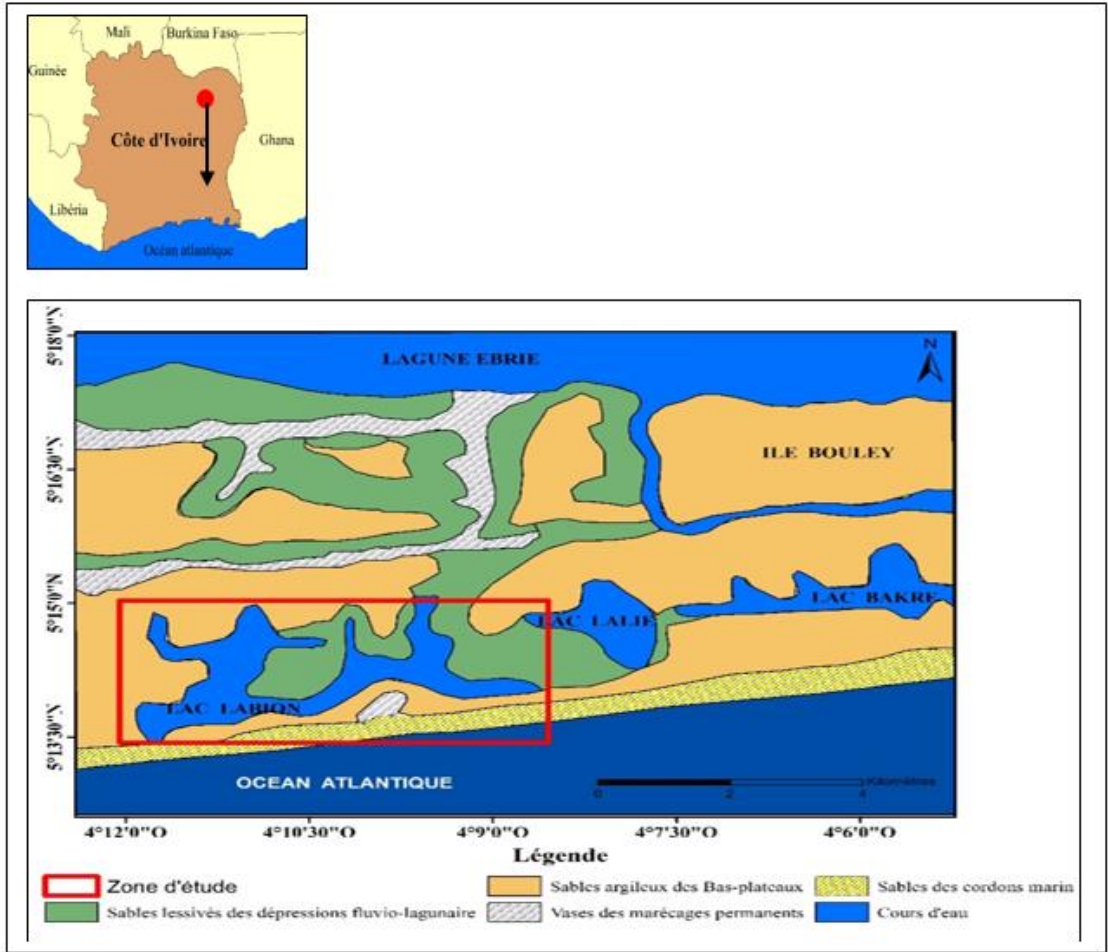 Mali
Burkina Faso
Guinée
Côte d'Ivoire
Ghana
Libéria
Océan atlantique
5°18'0"N
LAGUNE EBRIE
N
5°16'30"N
ILE BOULEY
5°15'0"N
LAC LALIE
LAC BAKRE
LAC LABION
5°13'30"N
OCEAN ATLANTIQUE
Kilomètres
0 2 4
4°12'0"O 4°10'30"O 4°9'0"O 4°7'30"O 4°6'0"O
Légende
Zone d'étude
Sables argileux des Bas-plateaux
Sables des cordons marin
Sables lessivés des dépressions fluvio-lagunaire
Vases des marécages permanents
Cours d'eau